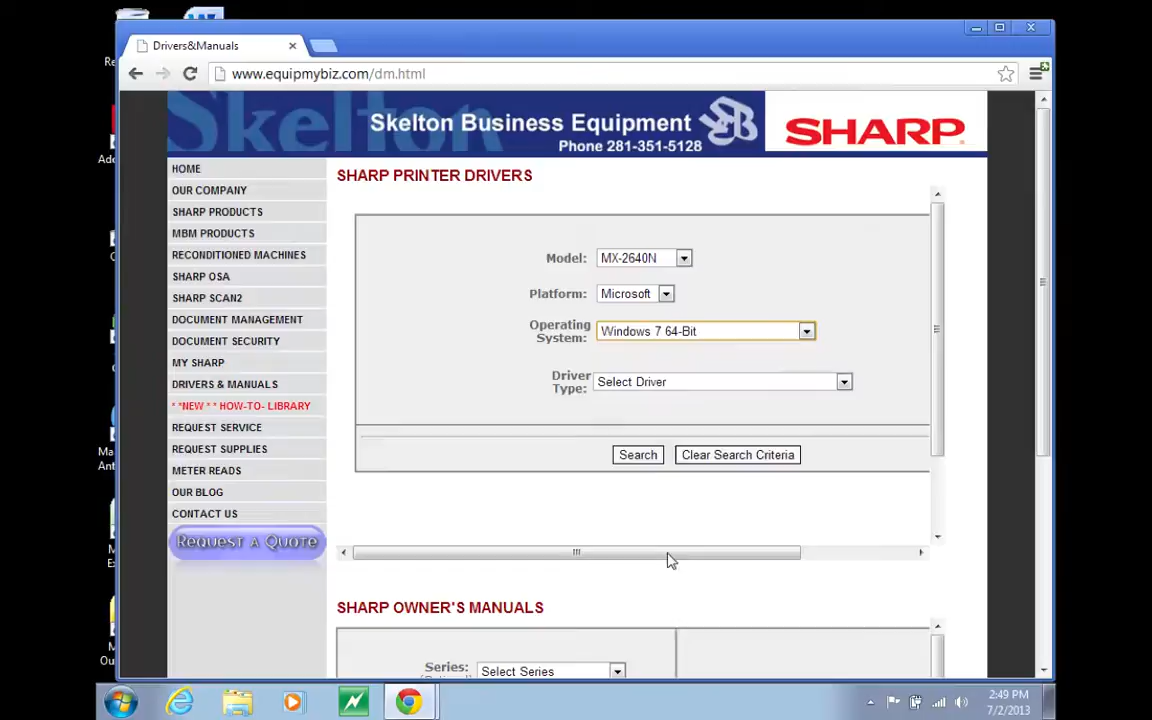 Drivers&Manuals
www.equipmybiz.com/dm.html
Skelton
Skelton Business Equipment
Phone 281-351-5128
SB
SHARP
HOME
OUR COMPANY
SHARP PRODUCTS
MBM PRODUCTS
RECONDITIONED MACHINES
SHARP OSA
SHARP SCAN2
DOCUMENT MANAGEMENT
DOCUMENT SECURITY
MY SHARP
DRIVERS & MANUALS
* *NEW * * HOW-TO- LIBRARY
REQUEST SERVICE
REQUEST SUPPLIES
METER READS
OUR BLOG
CONTACT US
REQUEST A QUOTE
SHARP PRINTER DRIVERS
Model: MX-2640N
Platform: Microsoft
Operating System: Windows 7 64-Bit
Driver Type: Select Driver
Search Clear Search Criteria
SHARP OWNER'S MANUALS
Series: Select Series
2:49 PM
7/2/2013